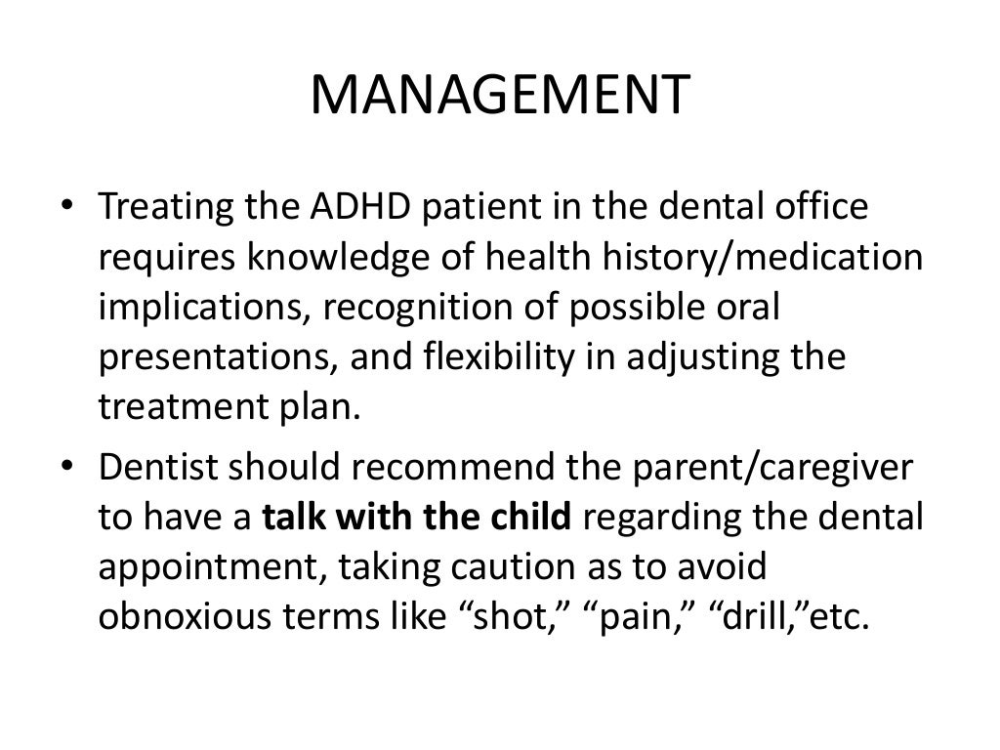 MANAGEMENT
• Treating the ADHD patient in the dental office
requires knowledge of health history/medication
implications, recognition of possible oral
presentations, and flexibility in adjusting the
treatment plan.
• Dentist should recommend the parent/caregiver
to have a talk with the child regarding the dental
appointment, taking caution as to avoid
obnoxious terms like “shot,” “pain,” “drill,”etc.